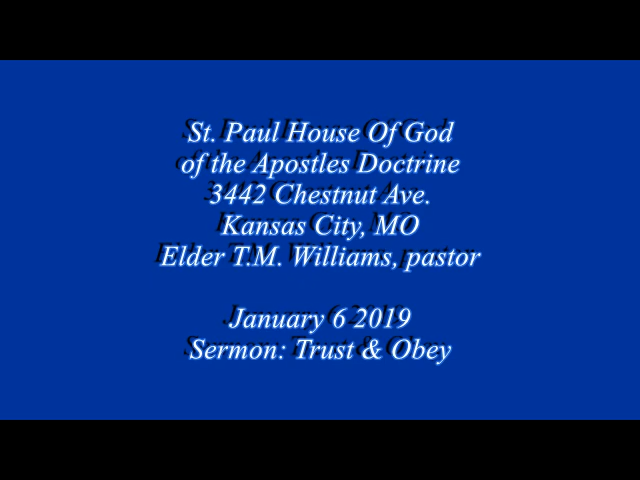 St. Paul House Of God
of the Apostles Doctrine
3442 Chestnut Ave.
Kansas City, MO
Elder T.M. Williams, pastor
January 6 2019
Sermon: Trust & Obey